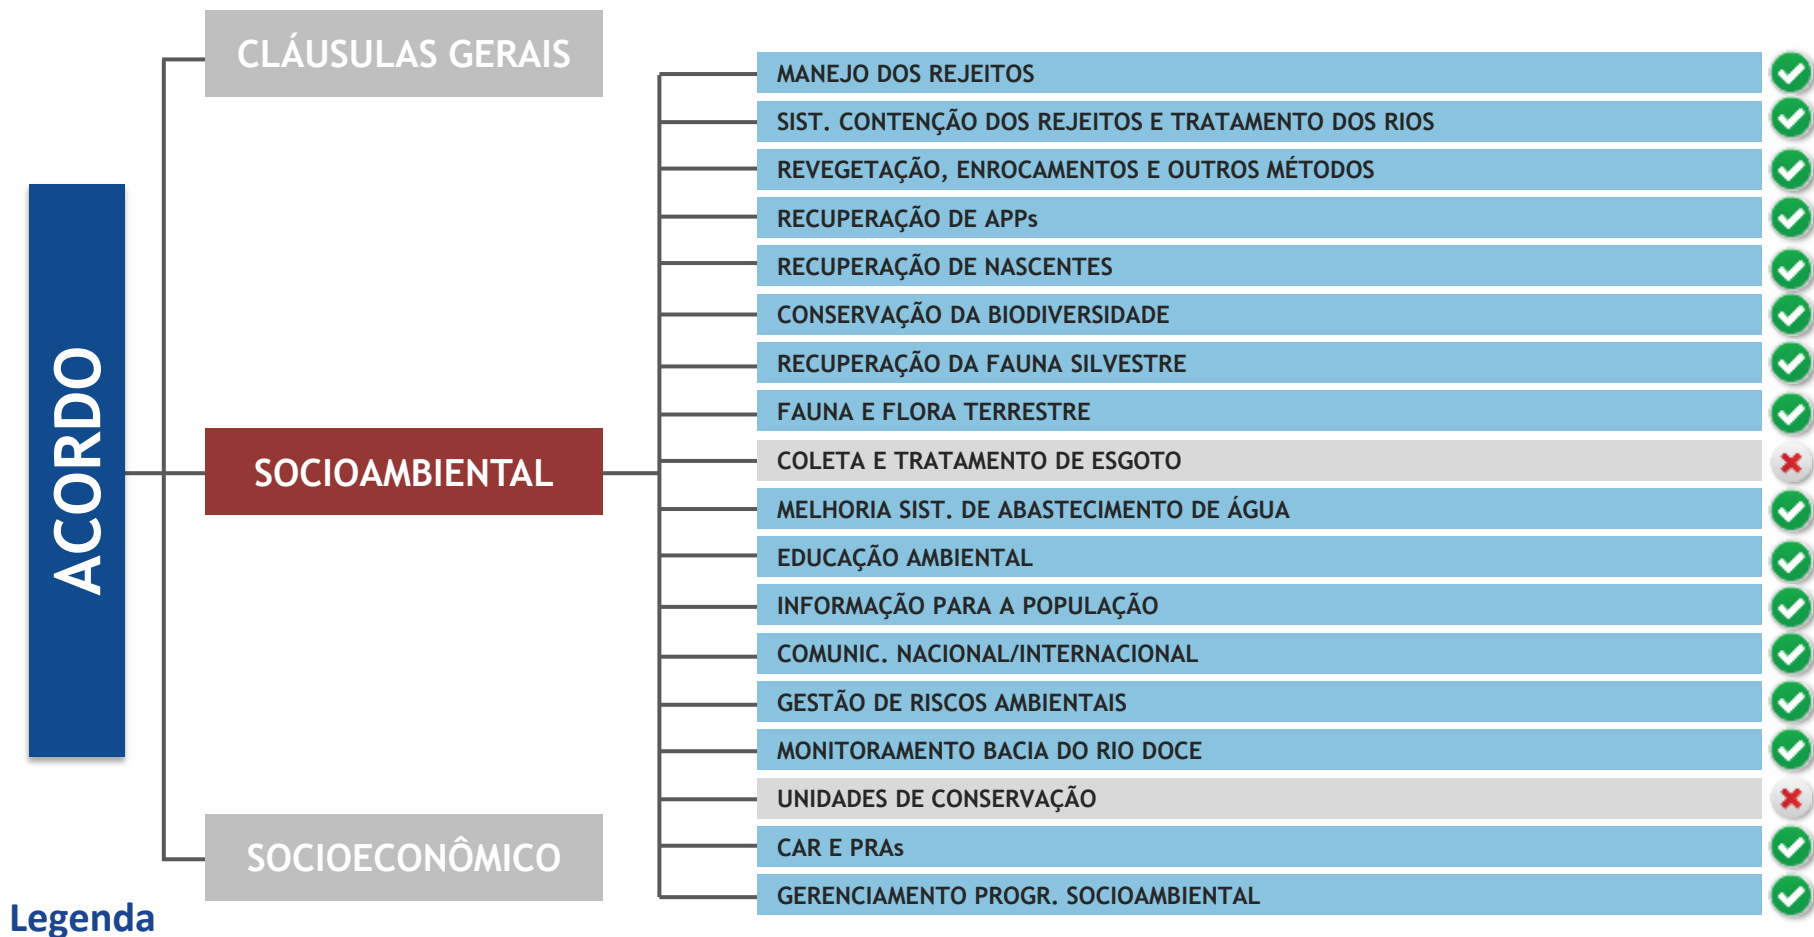 ACORDO
CLÁUSULAS GERAIS
SOCIOAMBIENTAL
SOCIOECONÔMICO
MANEJO DOS REJEITOS
SIST. CONTENÇÃO DOS REJEITOS E TRATAMENTO DOS RIOS
REVEGETAÇÃO, ENROCAMENTOS E OUTROS MÉTODOS
RECUPERAÇÃO DE APPs
RECUPERAÇÃO DE NASCENTES
CONSERVAÇÃO DA BIODIVERSIDADE
RECUPERAÇÃO DA FAUNA SILVESTRE
FAUNA E FLORA TERRESTRE
COLETA E TRATAMENTO DE ESGOTO
MELHORIA SIST. DE ABASTECIMENTO DE ÁGUA
EDUCAÇÃO AMBIENTAL
INFORMAÇÃO PARA A POPULAÇÃO
COMUNIC. NACIONAL/INTERNACIONAL
GESTÃO DE RISCOS AMBIENTAIS
MONITORAMENTO BACIA DO RIO DOCE
UNIDADES DE CONSERVAÇÃO
CAR E PRAs
GERENCIAMENTO PROGR. SOCIOAMBIENTAL
Legenda